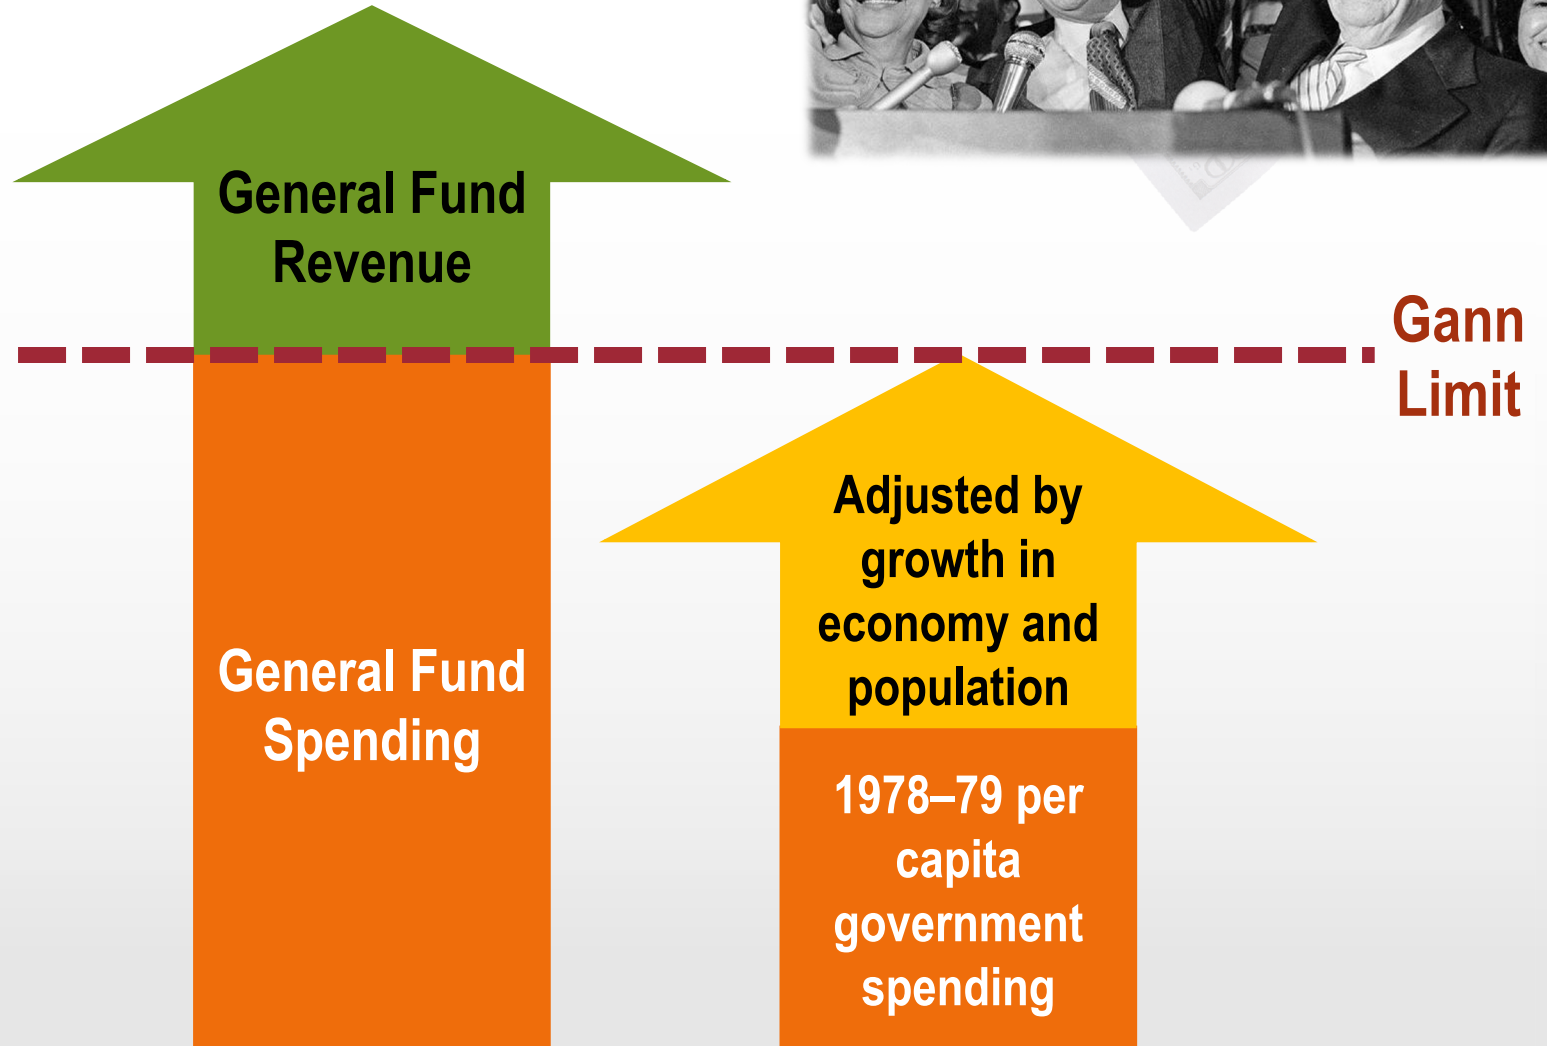 General Fund
Revenue
Gann
Limit
General Fund
Spending
Adjusted by
growth in
economy and
population
1978–79 per
capita
government
spending